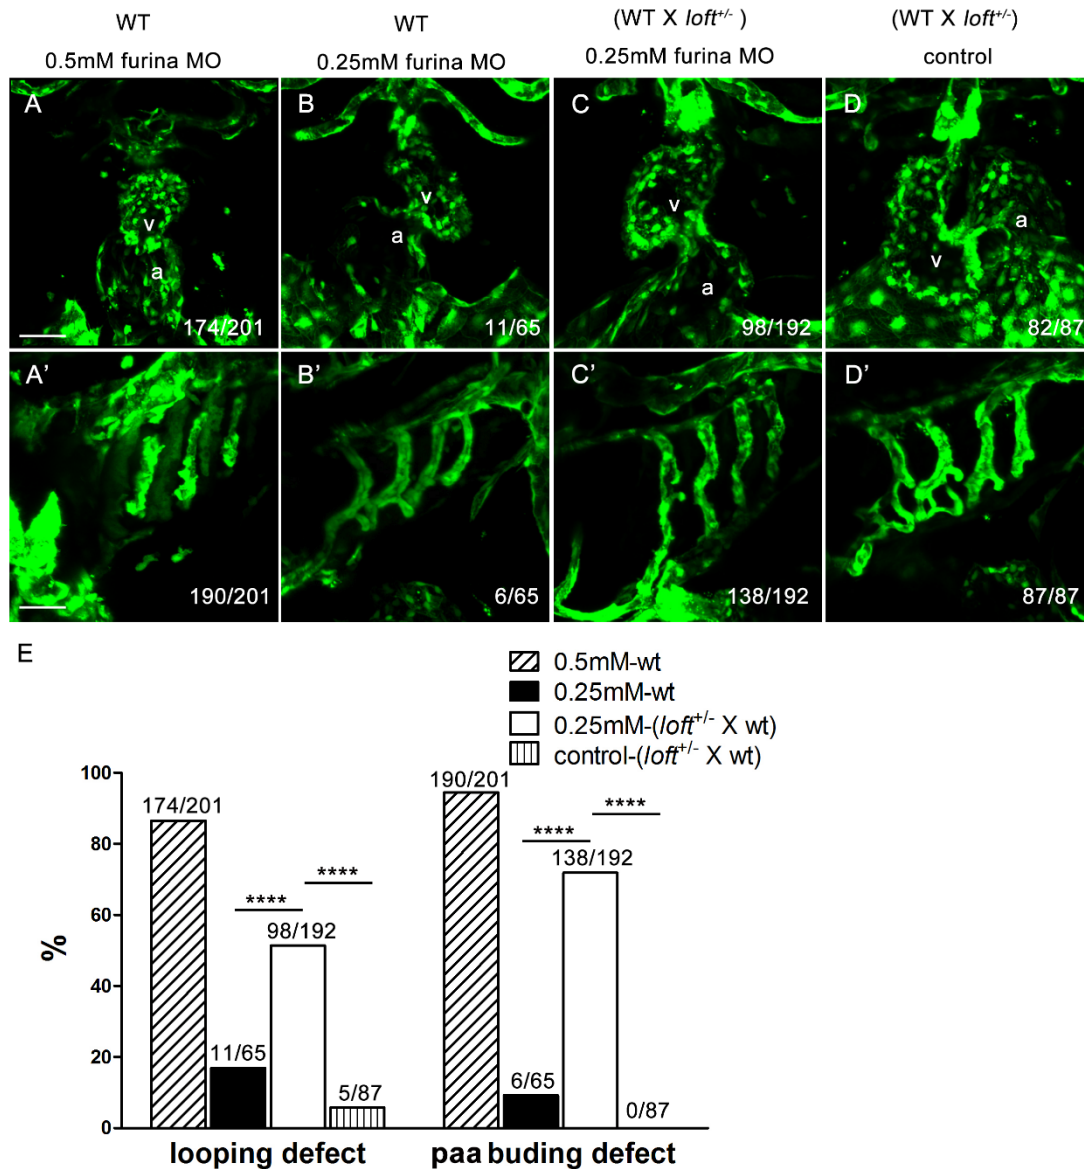 WT
0.5mM furina MO
WT
0.25mM furina MO
(WT X loft+/- )
0.25mM furina MO
(WT X loft+/-)
control
A
v
a
174/201
B
v
a
11/65
C
v
a
98/192
D
a
v
82/87
A'
190/201
B'
6/65
C'
138/192
D'
87/87
E
0.5mM-wt
0.25mM-wt
0.25mM-(loft+/- X wt)
control-(loft+/- X wt)
%
100
80
60
40
20
0
174/201
11/65
****
98/192
****
5/87
190/201
6/65
****
138/192
****
0/87
looping defect
paa buding defect